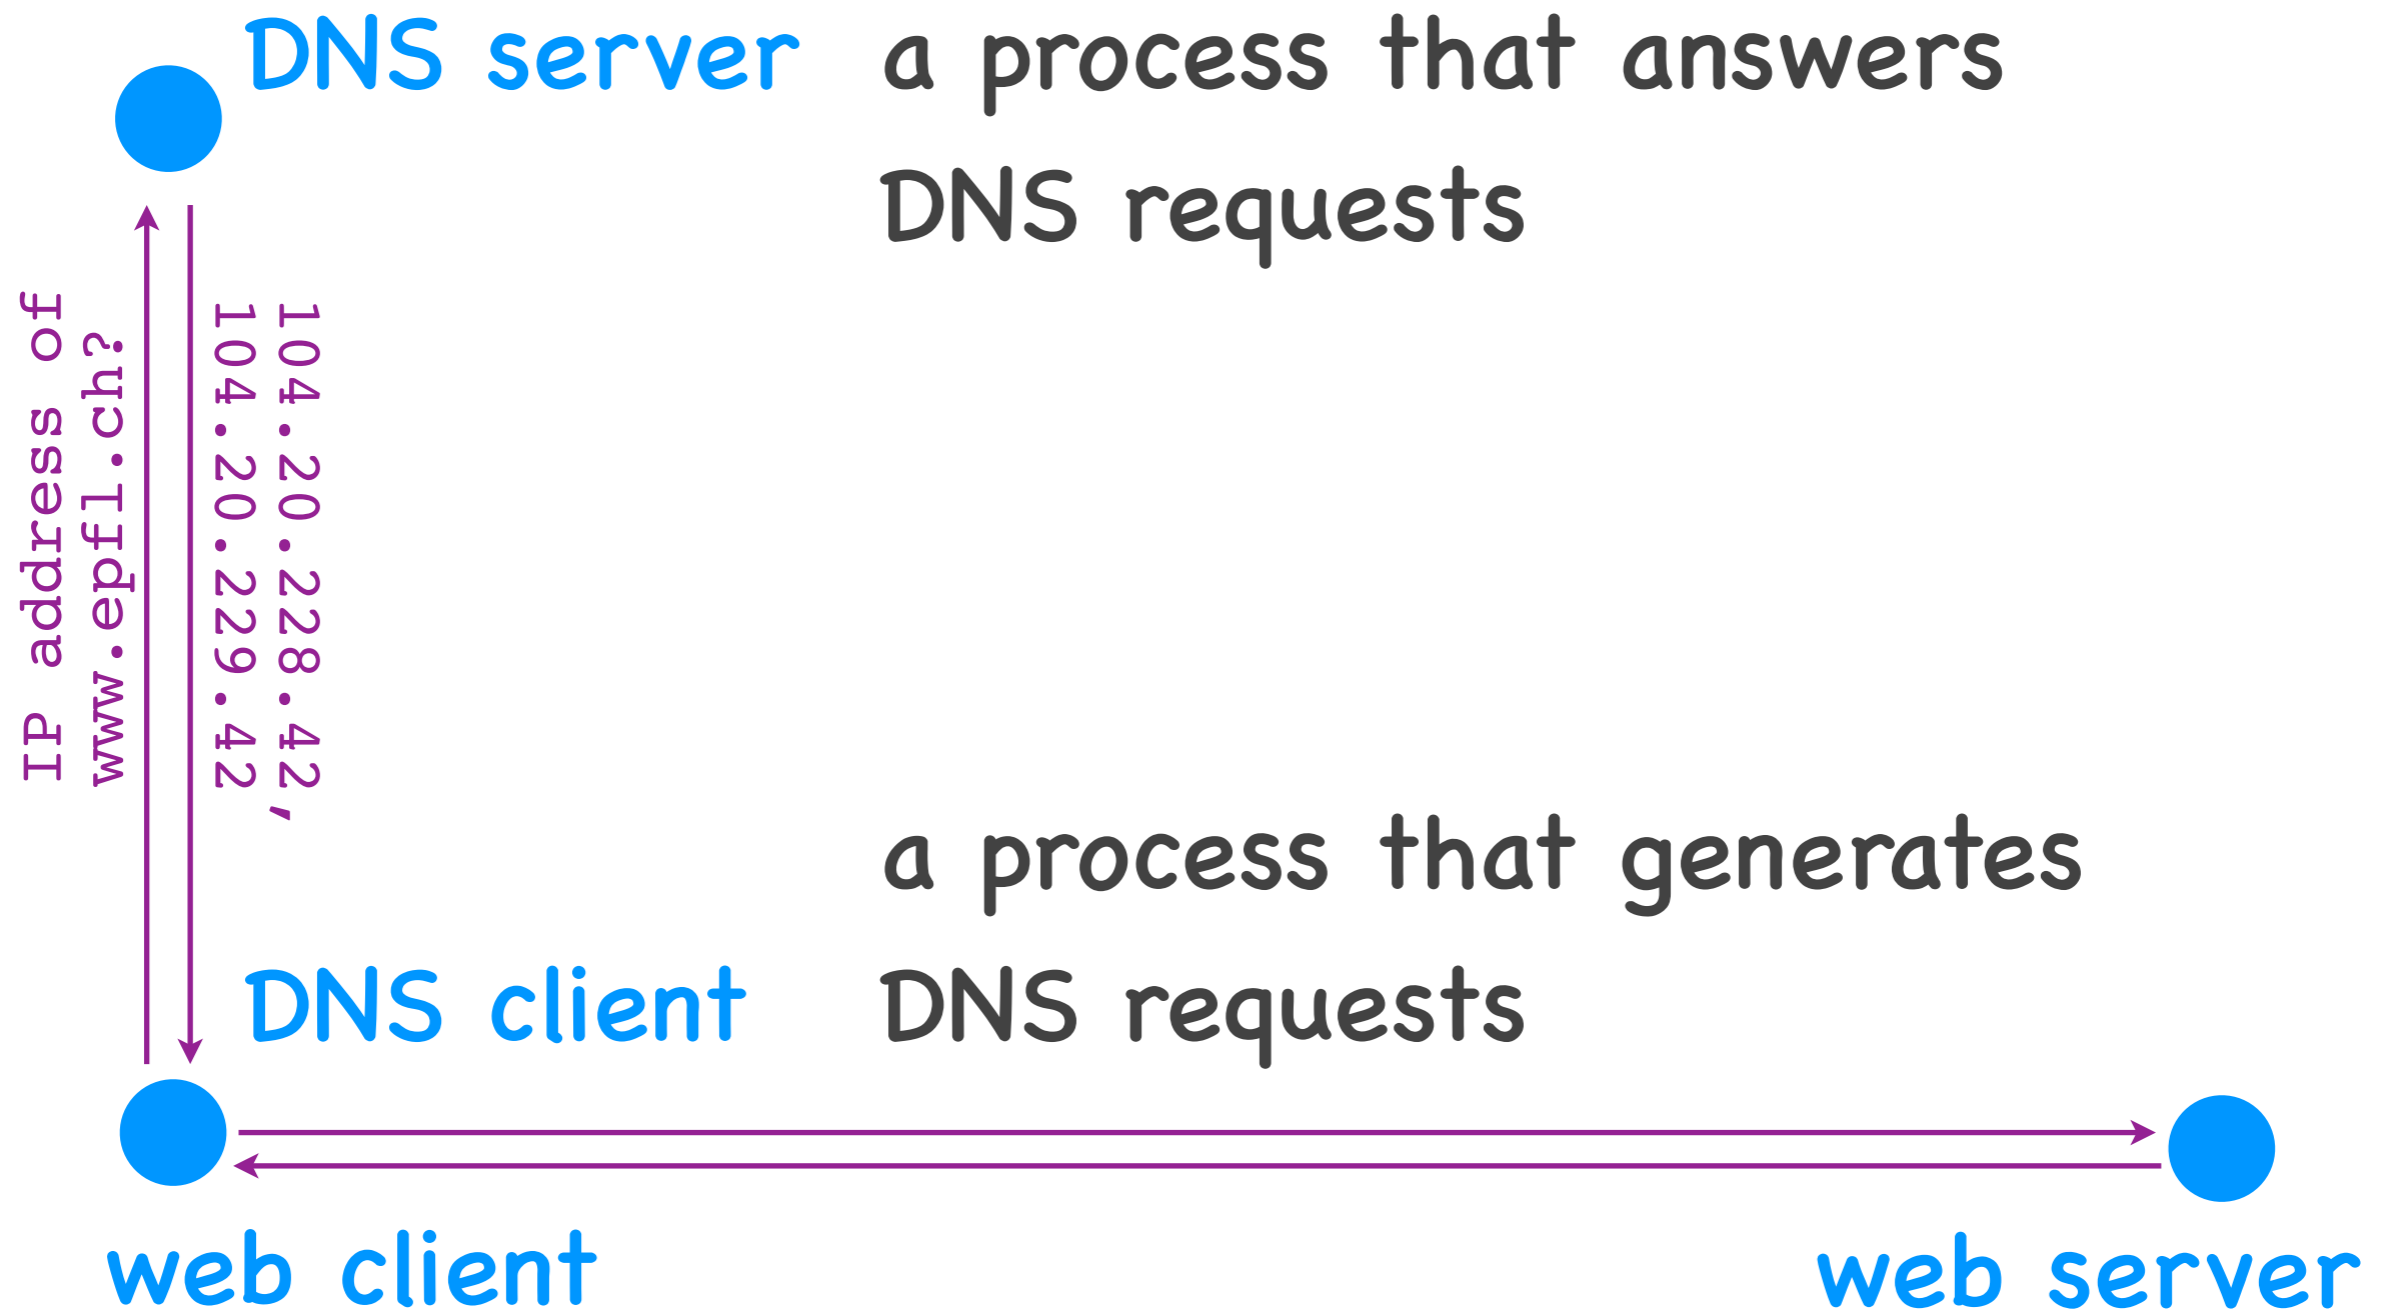 DNS server
a process that answers
DNS requests
IP address of
www.epfl.ch?
104.20.228.42,
104.20.229.42
a process that generates
DNS client
DNS requests
web client
web server